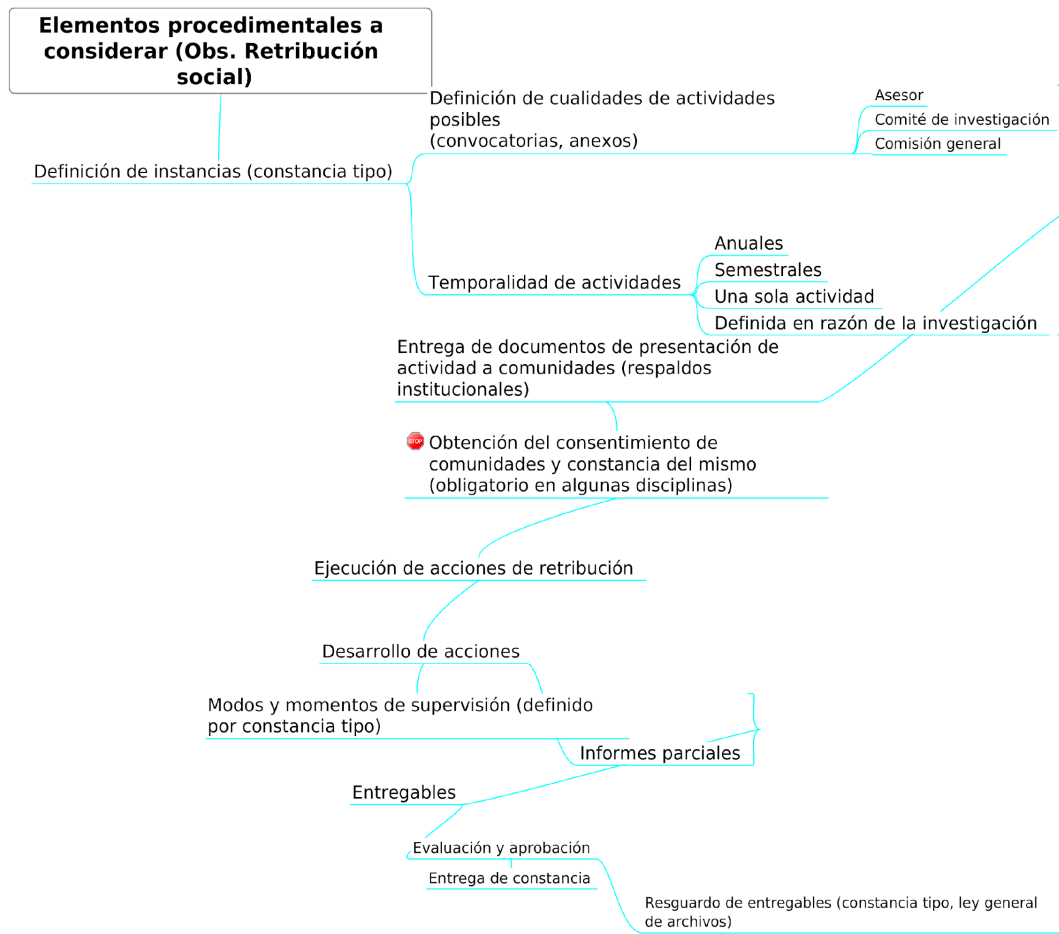 Elementos procedimentales a
considerar (Obs. Retribución
social)
Definición de instancias (constancia tipo)
Definición de cualidades de actividades
posibles
(convocatorias, anexos)
Asesor
Comité de investigación
Comisión general
Temporalidad de actividades
Anuales
Semestrales
Una sola actividad
Definida en razón de la investigación
Entrega de documentos de presentación de
actividad a comunidades (respaldos
institucionales)
STOP
Obtención del consentimiento de
comunidades y constancia del mismo
(obligatorio en algunas disciplinas)
Ejecución de acciones de retribución
Desarrollo de acciones
Modos y momentos de supervisión (definido
por constancia tipo)
Informes parciales
Entregables
Evaluación y aprobación
Entrega de constancia
Resguardo de entregables (constancia tipo, ley general
de archivos)